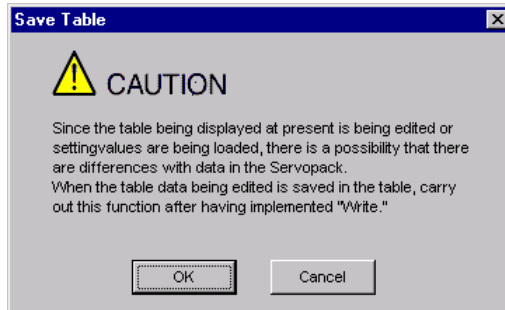 Save Table
CAUTION
Since the table being displayed at present is being edited or
settingvalues are being loaded, there is a possibility that there
are differences with data in the Servopack.
When the table data being edited is saved in the table, carry
out this function after having implemented "Write."
OK Cancel